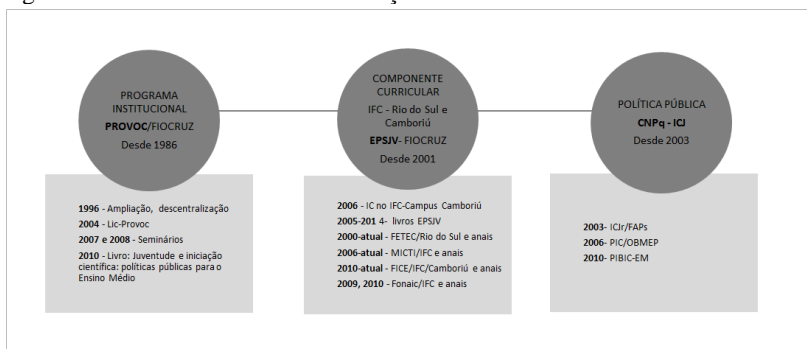 PROGRAMA
INSTITUCIONAL
PROVOC/FIOCRUZ
Desde 1986
1996 - Ampliação, descentralização
2004 - Lic-Provoc
2007 e 2008 - Seminários
2010 - Livro: Juventude e iniciação
científica: políticas públicas para o
Ensino Médio
COMPONENTE
CURRICULAR
IFC - Rio do Sul e
Camboriú
EPSJV- FIOCRUZ
Desde 2001
2006 - IC no IFC-Campus Camboriú
2005-201 4- livros EPSJV
2000-atual - FETEC/Rio do Sul e anais
2006-atual - MICTI/IFC e anais
2010-atual - FICE/IFC/Camboriú e anais
2009, 2010 - Fonaic/IFC e anais
POLÍTICA PÚBLICA
CNPq - ICJ
Desde 2003
2003- ICJr/FAPs
2006- PIC/OBMEP
2010- PIBIC-EM